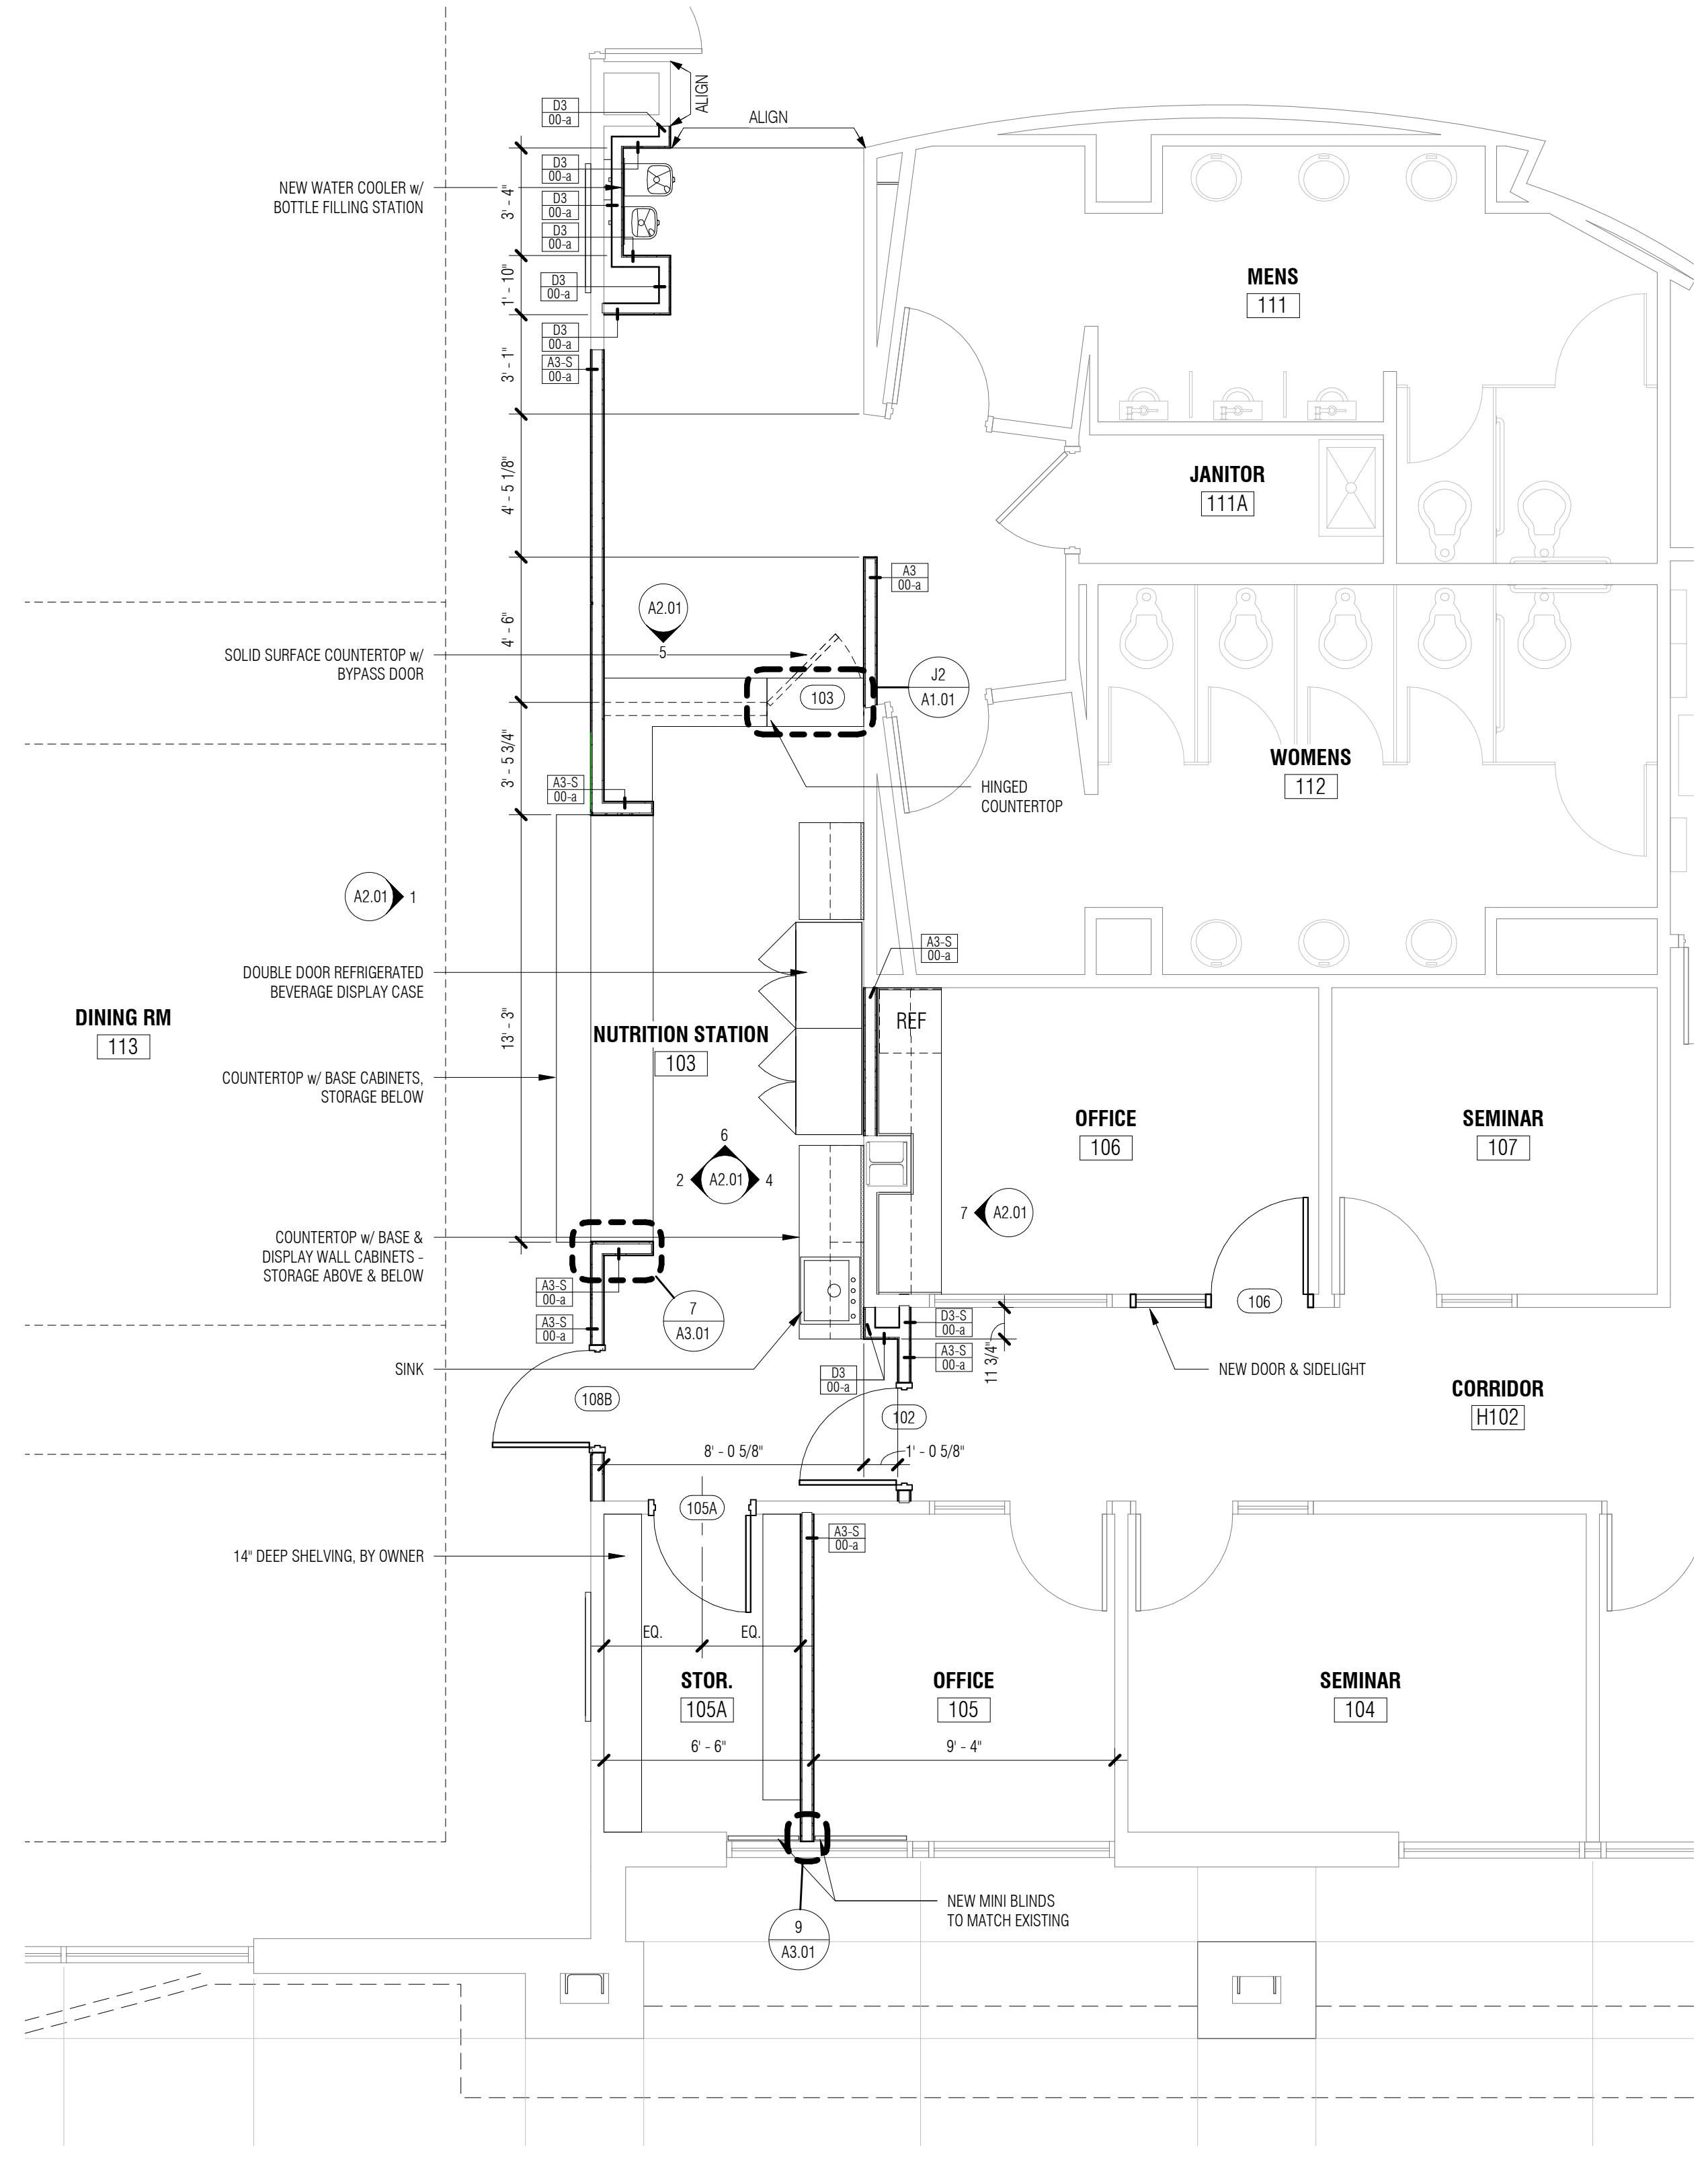 ALIGN
ALIGN
D3
00-a
D3
00-a
D3
00-a
D3
00-a
D3
00-a
D3
00-a
A3-S
00-a
NEW WATER COOLER w/
BOTTLE FILLING STATION
3' - 4"
1' - 10"
3' - 1"
4' - 5 1/8"
4' - 6"
3' - 5 3/4"
13' - 3"
MENS
111
JANITOR
111A
A3
00-a
A2.01
5
SOLID SURFACE COUNTERTOP w/
BYPASS DOOR
103
J2
A1.01
WOMENS
112
HINGED
COUNTERTOP
A3-S
00-a
A2.01
1
A3-S
00-a
DOUBLE DOOR REFRIGERATED
BEVERAGE DISPLAY CASE
DINING RM
113
NUTRITION STATION
103
REF
COUNTERTOP w/ BASE CABINETS,
STORAGE BELOW
OFFICE
106
SEMINAR
107
6
2
A2.01
4
7
A2.01
COUNTERTOP w/ BASE &
DISPLAY WALL CABINETS -
STORAGE ABOVE & BELOW
A3-S
00-a
A3-S
00-a
7
A3.01
106
D3-S
00-a
A3-S
00-a
11 3/4"
SINK
D3
00-a
NEW DOOR & SIDELIGHT
CORRIDOR
H102
108B
102
8' - 0 5/8"
1' - 0 5/8"
105A
14" DEEP SHELVING, BY OWNER
A3-S
00-a
EQ.
EQ.
STOR.
105A
OFFICE
105
SEMINAR
104
6' - 6"
9' - 4"
NEW MINI BLINDS
TO MATCH EXISTING
9
A3.01